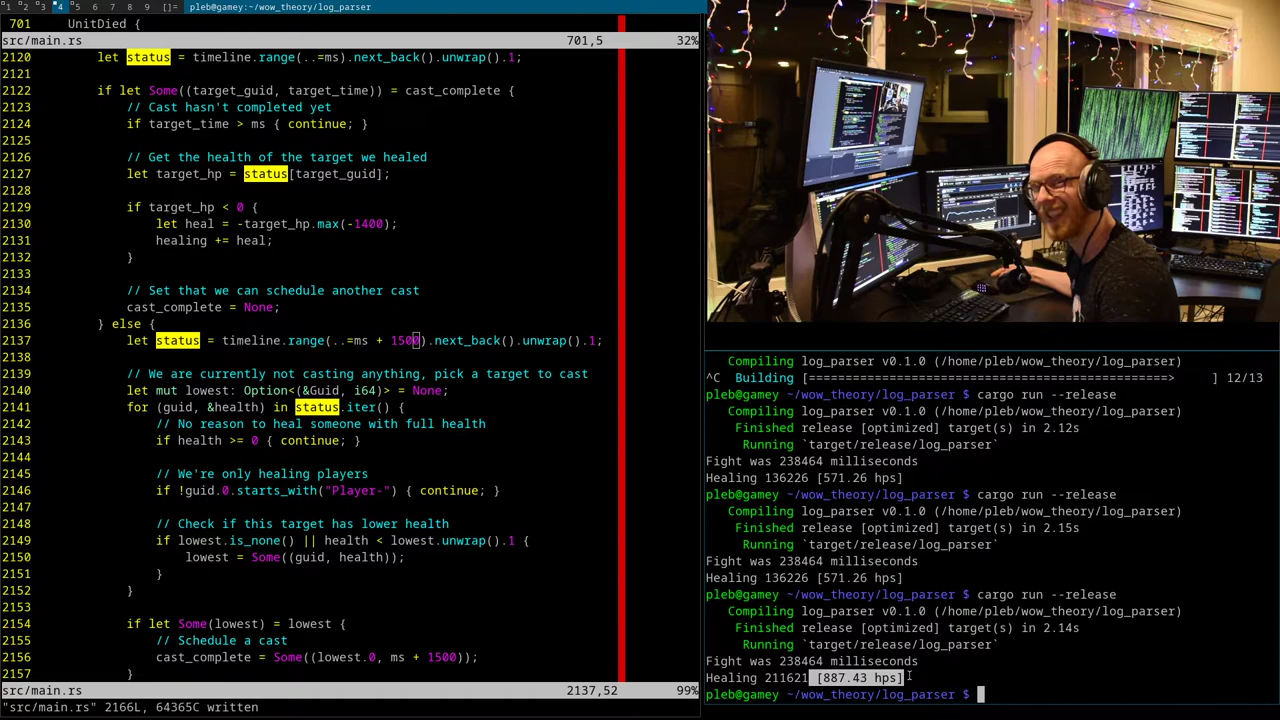 1 2 3 4 5 6 7 8 9 []= pleb@gamey:~/wow_theory/log_parser
701 UnitDied {
src/main.rs 701,5 32%
2120 let status = timeline.range(..=ms).next_back().unwrap().1;
2121
2122 if let Some((target_guid, target_time)) = cast_complete {
2123 // Cast hasn't completed yet
2124 if target_time > ms { continue; }
2125
2126 // Get the health of the target we healed
2127 let target_hp = status[target_guid];
2128
2129 if target_hp < 0 {
2130 let heal = -target_hp.max(-1400);
2131 healing += heal;
2132 }
2133
2134 // Set that we can schedule another cast
2135 cast_complete = None;
2136 } else {
2137 let status = timeline.range(..=ms + 1500).next_back().unwrap().1;
2138
2139 // We are currently not casting anything, pick a target to cast
2140 let mut lowest: Option<(&Guid, i64)> = None;
2141 for (guid, &health) in status.iter() {
2142 // No reason to heal someone with full health
2143 if health >= 0 { continue; }
2144
2145 // We're only healing players
2146 if !guid.0.starts_with("Player-") { continue; }
2147
2148 // Check if this target has lower health
2149 if lowest.is_none() || health < lowest.unwrap().1 {
2150 lowest = Some((guid, health));
2151 }
2152 }
2153
2154 if let Some(lowest) = lowest {
2155 // Schedule a cast
2156 cast_complete = Some((lowest.0, ms + 1500));
2157 }
src/main.rs 2137,52 99%
"src/main.rs" 2166L, 64365C written
Compiling log_parser v0.1.0 (/home/pleb/wow_theory/log_parser)
^C Building [=================================================> ] 12/13
pleb@gamey ~/wow_theory/log_parser $ cargo run --release
Compiling log_parser v0.1.0 (/home/pleb/wow_theory/log_parser)
Finished release [optimized] target(s) in 2.12s
Running `target/release/log_parser`
Fight was 238464 milliseconds
Healing 136226 [571.26 hps]
pleb@gamey ~/wow_theory/log_parser $ cargo run --release
Compiling log_parser v0.1.0 (/home/pleb/wow_theory/log_parser)
Finished release [optimized] target(s) in 2.15s
Running `target/release/log_parser`
Fight was 238464 milliseconds
Healing 136226 [571.26 hps]
pleb@gamey ~/wow_theory/log_parser $ cargo run --release
Compiling log_parser v0.1.0 (/home/pleb/wow_theory/log_parser)
Finished release [optimized] target(s) in 2.14s
Running `target/release/log_parser`
Fight was 238464 milliseconds
Healing 211621 [887.43 hps]
pleb@gamey ~/wow_theory/log_parser $